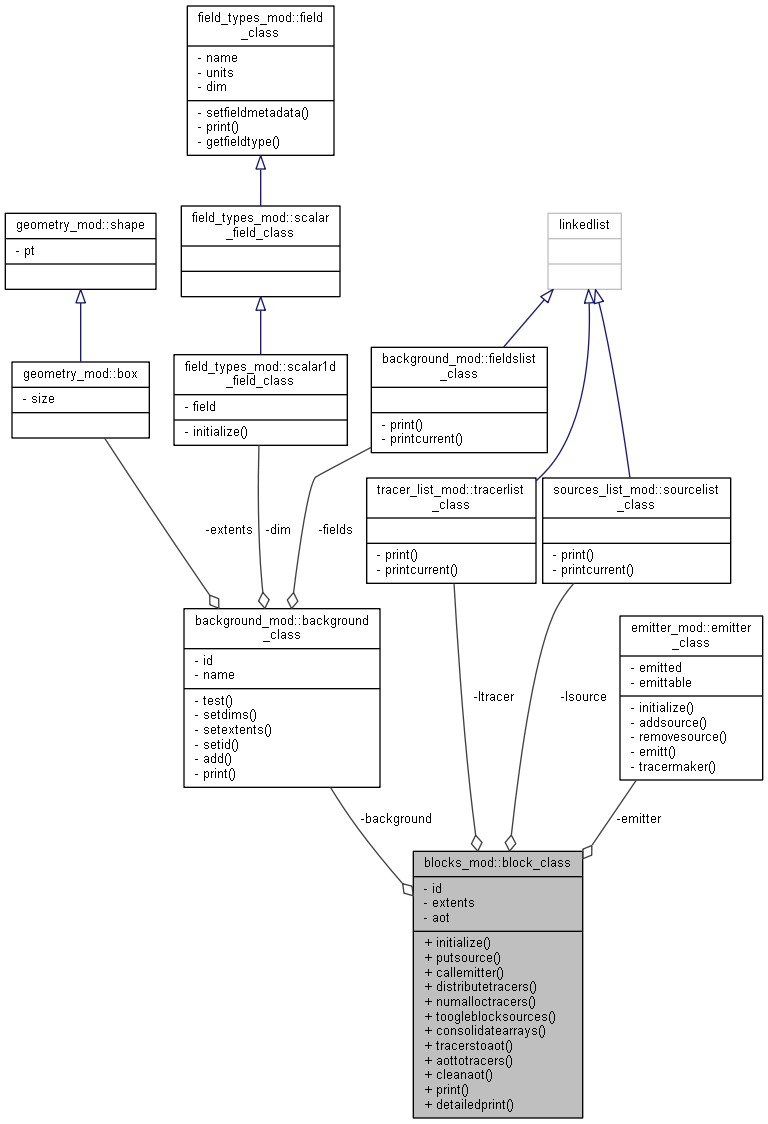 field_types_mod::field
_class
- name
- units
- dim
- setfieldmetadata()
- print()
- getfieldtype()
geometry_mod::shape
- pt
field_types_mod::scalar
_field_class
linkedlist
geometry_mod::box
- size
field_types_mod::scalar1d
_field_class
- field
- initialize()
background_mod::fieldslist
_class
- print()
- printcurrent()
tracer_list_mod::tracerlist
_class
- print()
- printcurrent()
sources_list_mod::sourcelist
_class
- print()
- printcurrent()
-extents
-dim
-fields
background_mod::background
_class
- id
- name
- test()
- setdims()
- setextents()
- setid()
- add()
- print()
emitter_mod::emitter
_class
- emitted
- emittable
- initialize()
- addsource()
- removesource()
- emitt()
- tracermaker()
-ltracer
-lsource
-background
-emitter
blocks_mod::block_class
- id
- extents
- aot
+ initialize()
+ putsource()
+ callemitter()
+ distributetracers()
+ numalloctracers()
+ toogleblocksources()
+ consolidatearrays()
+ tracerstoaot()
+ aottotracers()
+ cleanaot()
+ print()
+ detailedprint()